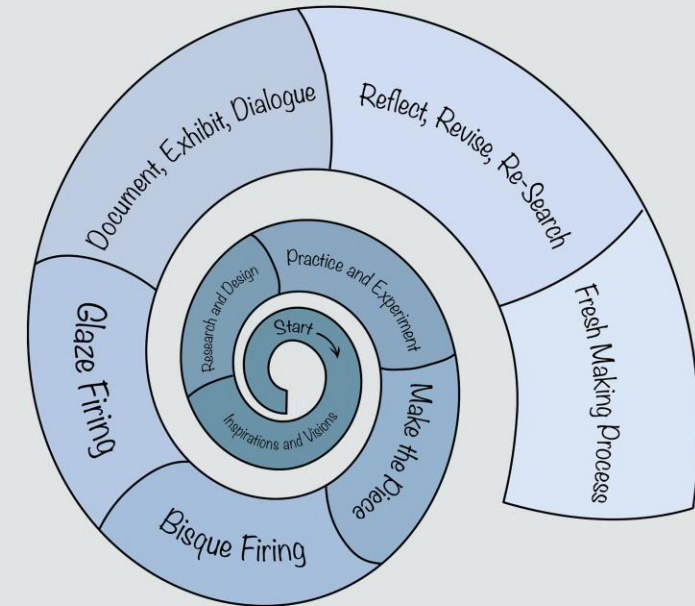 Start
Inspirations and Visions
Research and Design
Practice and Experiment
Make the Piece
Bisque Firing
Glaze Firing
Document, Exhibit, Dialogue
Reflect, Revise, Re-Search
Fresh Making Process